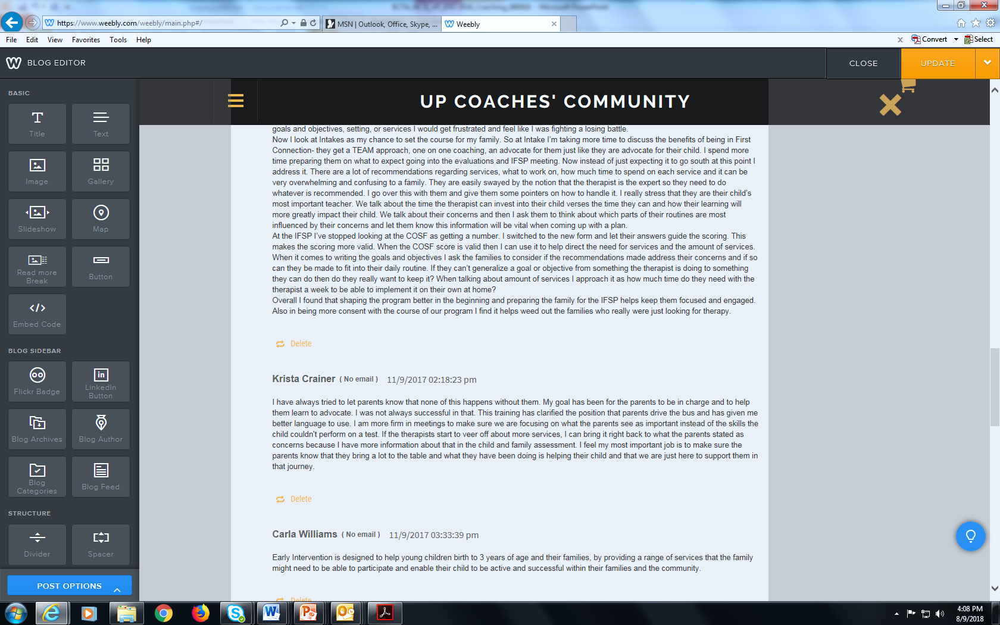 https://www.weebly.com/weebly/main.php#/
MSN | Outlook, Office, Skype, ...
Weebly
File Edit View Favorites Tools Help
Convert Select
BLOG EDITOR
CLOSE
UPDATE
BASIC
Title Text
Image Gallery
Slideshow Map
Read more Break
Button
Embed Code
BLOG SIDEBAR
Flickr Badge
LinkedIn Button
Blog Archives Blog Author
Blog Categories
Blog Feed
STRUCTURE
Divider Spacer
POST OPTIONS
UP COACHES' COMMUNITY
goals and objectives, setting, or services I would get frustrated and feel like I was fighting a losing battle.
Now I look at Intakes as my chance to set the course for my family. So at Intake I'm taking more time to discuss the benefits of being in First
Connection- they get a TEAM approach, one on one coaching, an advocate for them just like they are advocate for their child. I spend more
time preparing them on what to expect going into the evaluations and IFSP meeting. Now instead of just expecting it to go south at this point I
address it. There are a lot of recommendations regarding services, what to work on, how much time to spend on each service and it can be
very overwhelming and confusing to a family. They are easily swayed by the notion that the therapist is the expert so they need to do
whatever is recommended. I go over this with them and give them some pointers on how to handle it. I really stress that they are their child's
most important teacher. We talk about the time the therapist can invest into their child verses the time they can and how their learning will
more greatly impact their child. We talk about their concerns and then I ask them to think about which parts of their routines are most
influenced by their concerns and let them know this information will be vital when coming up with a plan.
At the IFSP I've stopped looking at the COSF as getting a number. I switched to the new form and let their answers guide the scoring. This
makes the scoring more valid. When the COSF score is valid then I can use it to help direct the need for services and the amount of services.
When it comes to writing the goals and objectives I ask the families to consider if the recommendations made address their concerns and if so
can they be made to fit into their daily routine. If they can't generalize a goal or objective from something the therapist is doing to something
they can do then do they really want to keep it? When talking about amount of services I approach it as how much time do they need with the
therapist a week to be able to implement it on their own at home?
Overall I found that shaping the program better in the beginning and preparing the family for the IFSP helps keep them focused and engaged.
Also in being more consent with the course of our program I find it helps weed out the families who really were just looking for therapy.
Delete
Krista Crainer ( No email ) 11/9/2017 02:18:23 pm
I have always tried to let parents know that none of this happens without them. My goal has been for the parents to be in charge and to help
them learn to advocate. I was not always successful in that. This training has clarified the position that parents drive the bus and has given me
better language to use. I am more firm in meetings to make sure we are focusing on what the parents see as important instead of the skills the
child couldn't perform on a test. If the therapists start to veer off about more services, I can bring it right back to what the parents stated as
concerns because I have more information about that in the child and family assessment. I feel my most important job is to make sure the
parents know that they bring a lot to the table and what they have been doing is helping their child and that we are just here to support them in
that journey.
Delete
Carla Williams ( No email ) 11/9/2017 03:33:39 pm
Early Intervention is designed to help young children birth to 3 years of age and their families, by providing a range of services that the family
might need to be able to participate and enable their child to be active and successful within their families and the community.
Delete
4:08 PM
8/9/2018